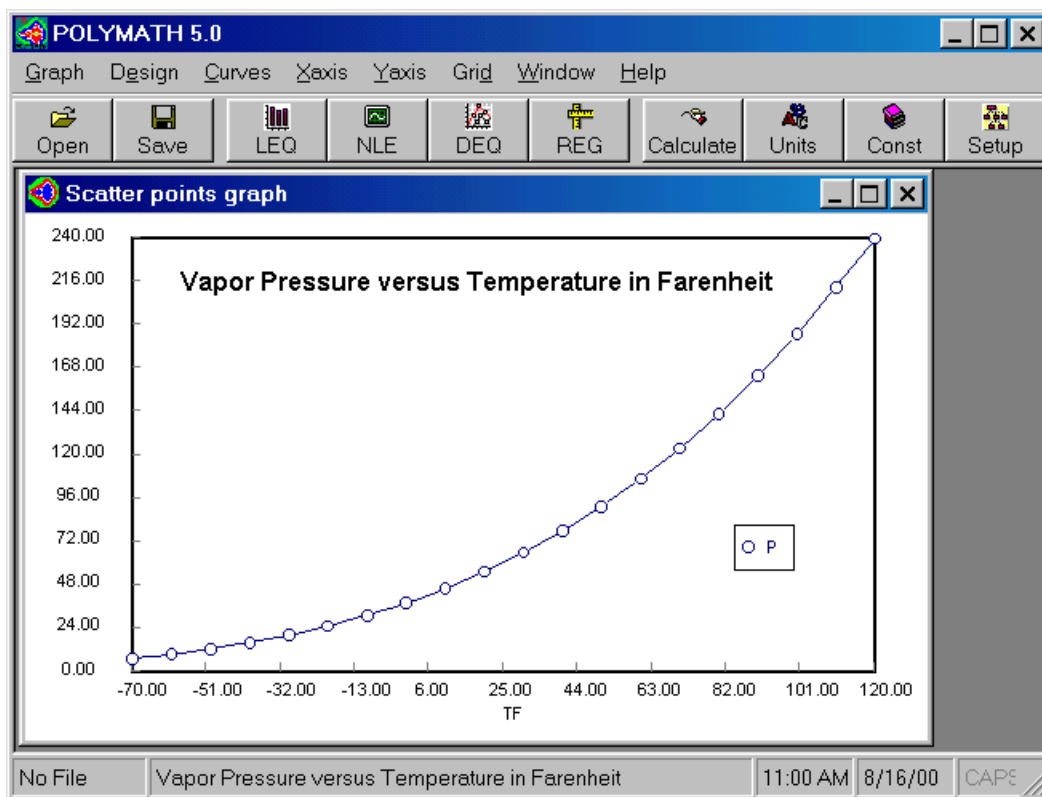 POLYMATH 5.0
Graph Design Curves Xaxis Yaxis Grid Window Help
Open Save LEQ NLE DEQ REG Calculate Units Const Setup
Scatter points graph
240.00
Vapor Pressure versus Temperature in Farenheit
216.00
192.00
168.00
144.00
120.00
96.00
72.00
P
48.00
24.00
0.00
-70.00 -51.00 -32.00 -13.00 6.00 25.00 44.00 63.00 82.00 101.00 120.00
TF
No File Vapor Pressure versus Temperature in Farenheit 11:00 AM 8/16/00 CAPS